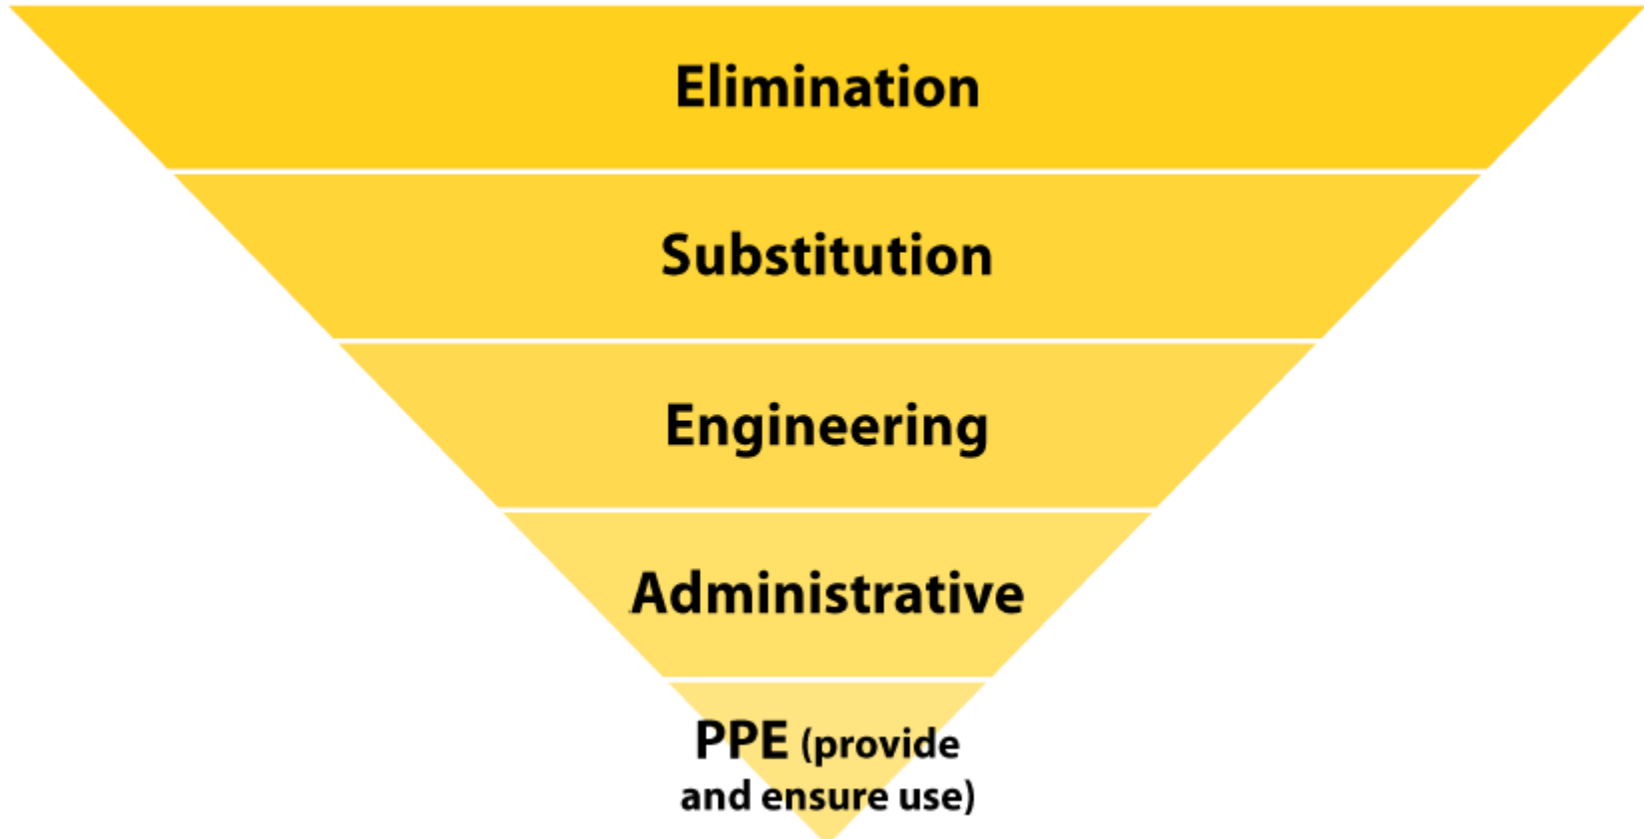 Elimination
Substitution
Engineering
Administrative
PPE (provide
and ensure use)